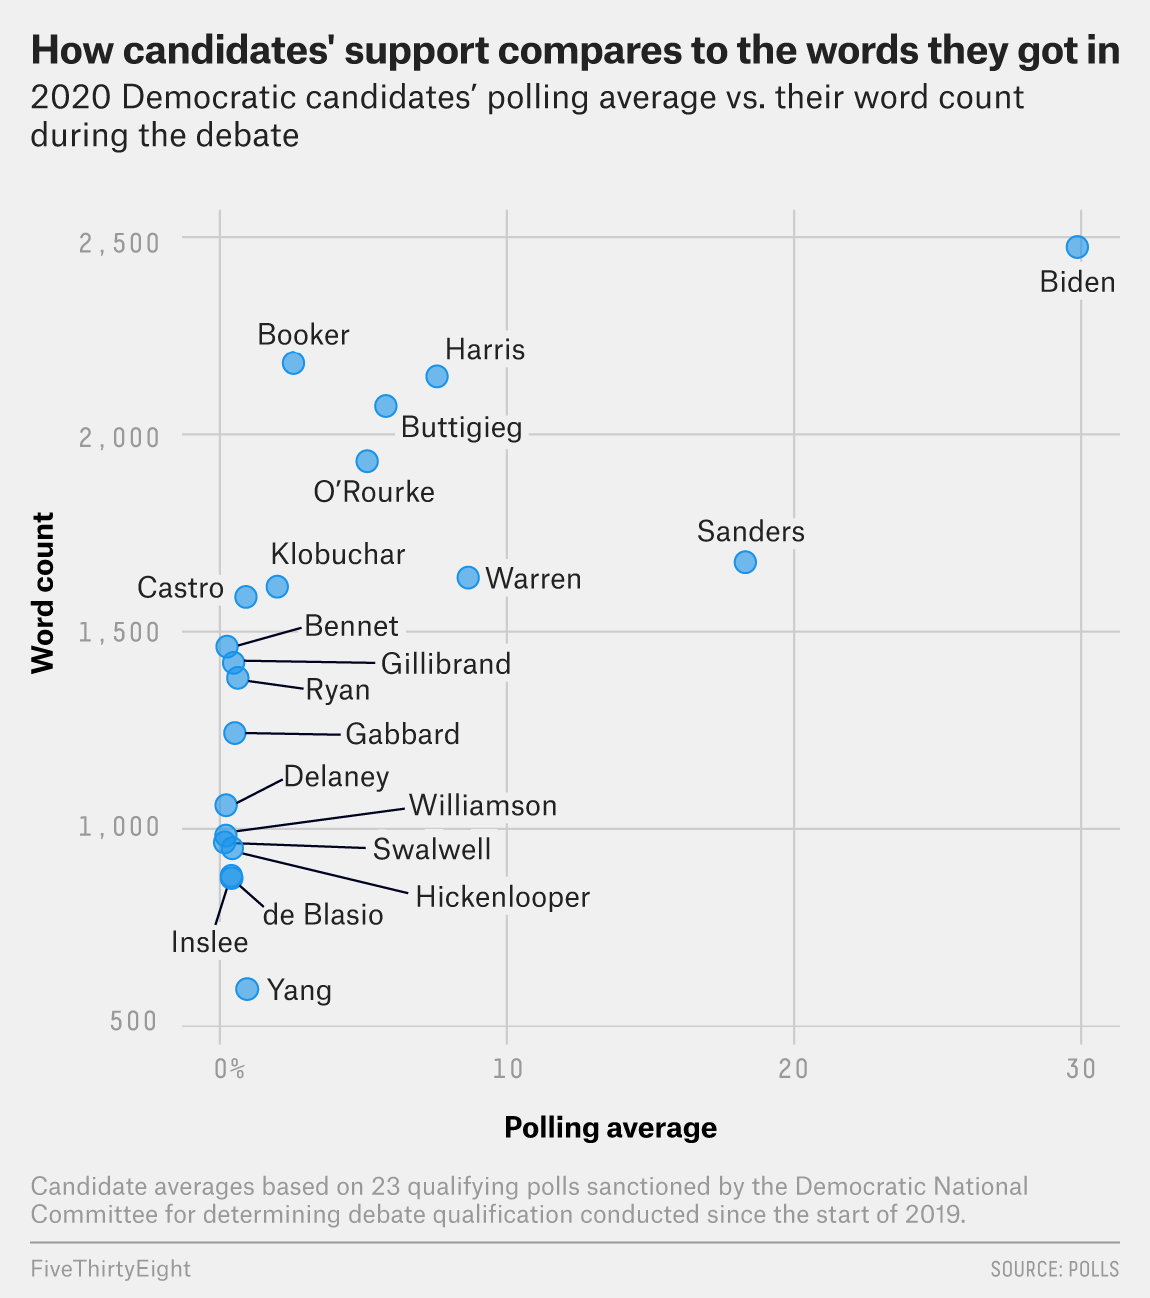 How candidates' support compares to the words they got in
2020 Democratic candidates’ polling average vs. their word count
during the debate
2,500
Biden
Booker
Harris
Buttigieg
2,000
O’Rourke
Sanders
Klobuchar
Warren
Castro
Word count
Bennet
1,500
Gillibrand
Ryan
Gabbard
Delaney
Williamson
1,000
Swalwell
Hickenlooper
de Blasio
Inslee
Yang
500
0% 10 20 30
Polling average
Candidate averages based on 23 qualifying polls sanctioned by the Democratic National
Committee for determining debate qualification conducted since the start of 2019.
FiveThirtyEight SOURCE: POLLS